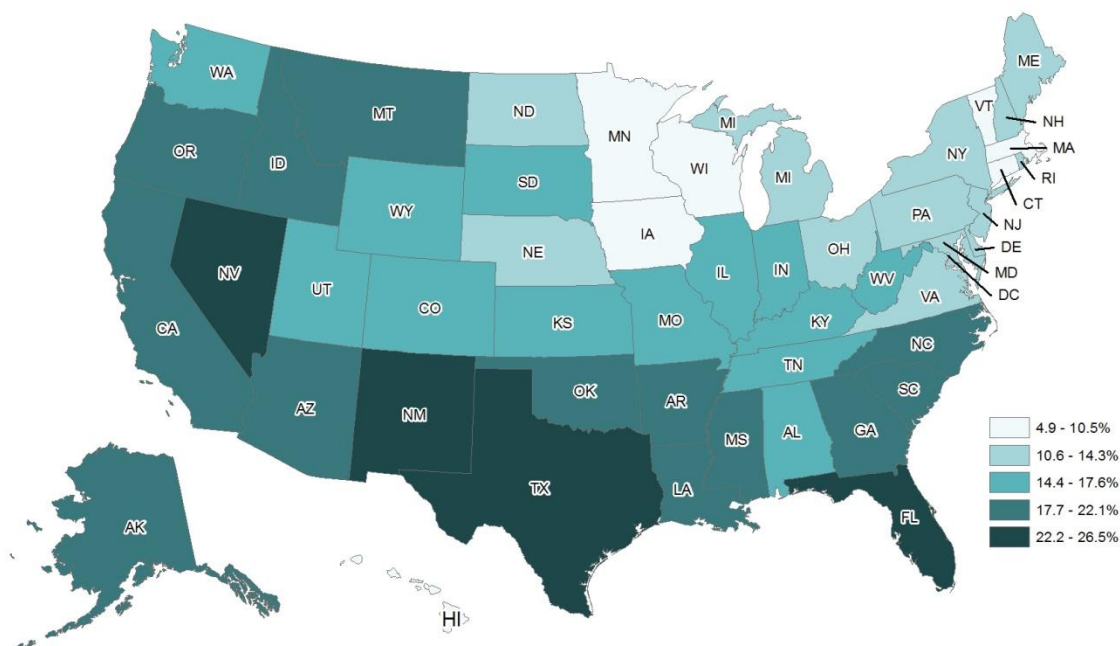 WA
MT
ND
MN
ME
VT
NH
MA
RI
CT
NJ
DE
MD
DC
OR
ID
SD
WI
MI
MI
NY
WY
IA
PA
NE
OH
NV
UT
CO
IL
IN
WV
VA
CA
KS
MO
KY
NC
TN
AZ
NM
OK
AR
SC
MS
AL
GA
TX
LA
FL
AK
HI
4.9 - 10.5%
10.6 - 14.3%
14.4 - 17.6%
17.7 - 22.1%
22.2 - 26.5%